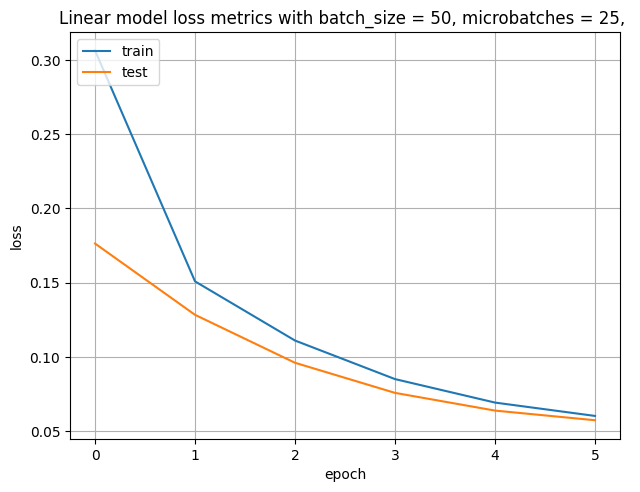 Linear model loss metrics with batch_size = 50, microbatches = 25,
train
test
0.30
0.25
0.20
0.15
0.10
0.05
loss
0 1 2 3 4 5
epoch